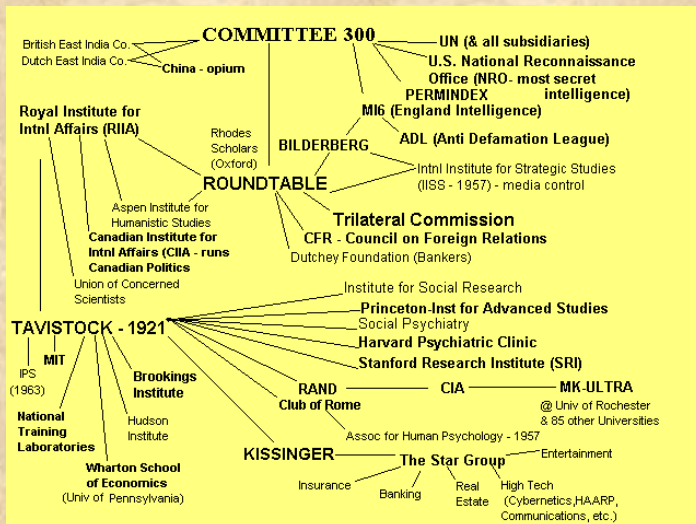 COMMITTEE 300
British East India Co.
Dutch East India Co.
China - opium
UN (& all subsidiaries)
U.S. National Reconnaissance
Office (NRO- most secret
intelligence)
PERMINDEX
MI6 (England Intelligence)
ADL (Anti Defamation League)
Royal Institute for
Intnl Affairs (RIIA)
Rhodes
Scholars
(Oxford)
BILDERBERG
Intnl Institute for Strategic Studies
(IISS - 1957) - media control
ROUNDTABLE
Aspen Institute for
Humanistic Studies
Canadian Institute for
Intnl Affairs (CIIA - runs
Canadian Politics
Union of Concerned
Scientists
Trilateral Commission
CFR - Council on Foreign Relations
Dutchey Foundation (Bankers)
Institute for Social Research
Princeton-Inst for Advanced Studies
Social Psychiatry
Harvard Psychiatric Clinic
Stanford Research Institute (SRI)
TAVISTOCK - 1921
IPS
(1963)
MIT
Brookings
Institute
National
Training
Laboratories
Hudson
Institute
Wharton School
of Economics
(Univ of Pennsylvania)
RAND
CIA
MK-ULTRA
@ Univ of Rochester
& 85 other Universities
Club of Rome
Assoc for Human Psychology - 1957
KISSINGER
The Star Group
Entertainment
Insurance
Banking
Real
Estate
High Tech
(Cybernetics,HAARP,
Communications, etc.)